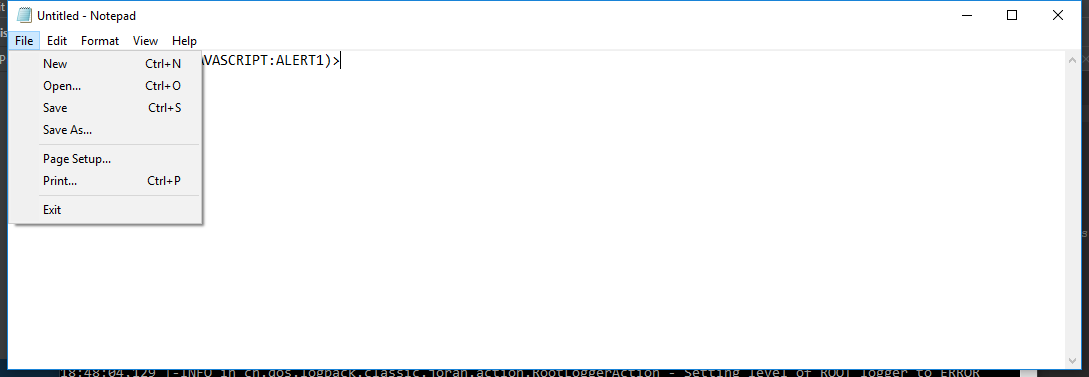 Untitled - Notepad
File Edit Format View Help
AVASCRIPT:ALERT1)>
New Ctrl+N
Open... Ctrl+O
Save Ctrl+S
Save As...
Page Setup...
Print... Ctrl+P
Exit
18:48:04.129 |-INFO in ch.qos.logback.classic.joran.action.RootLoggerAction - Setting level of ROOT logger to ERROR